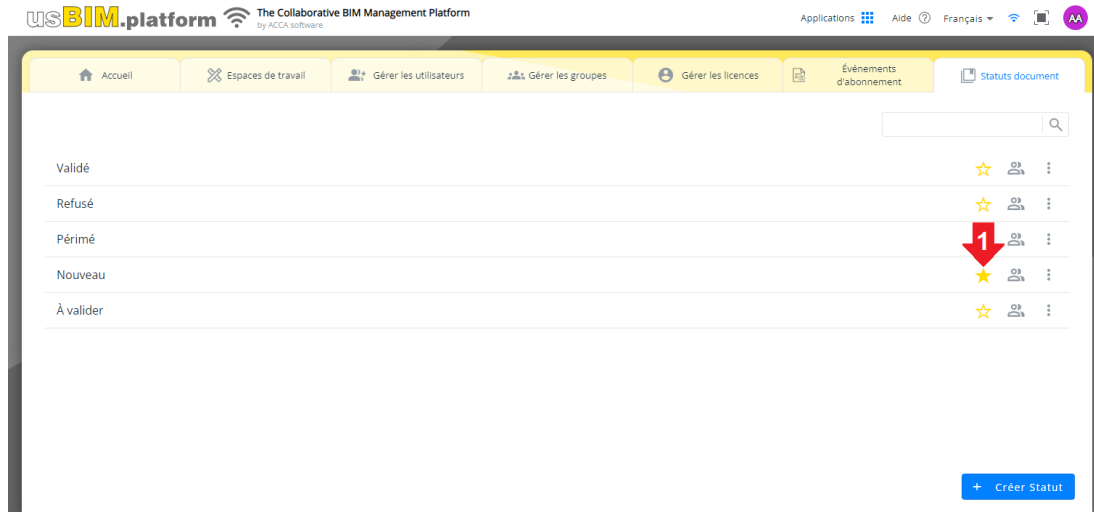 usBIM.platform
The Collaborative BIM Management Platform
by ACCA software
Applications
Aide
Français
AA
Accueil
Espaces de travail
Gérer les utilisateurs
Gérer les groupes
Gérer les licences
Événements
d'abonnement
Statuts document
Validé
Refusé
Périmé
1
Nouveau
À valider
+ Créer Statut